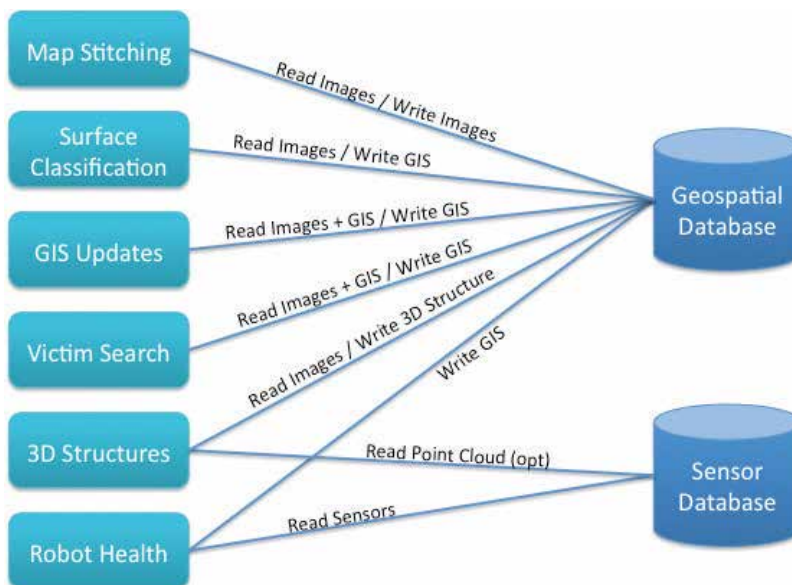 Map Stitching
Read Images / Write Images
Surface
Classification
Read Images / Write GIS
Geospatial
Database
GIS Updates
Read Images + GIS / Write GIS
Victim Search
Read Images + GIS / Write GIS
Read Images / Write 3D Structure
Write GIS
3D Structures
Read Point Cloud (opt)
Sensor
Database
Robot Health
Read Sensors